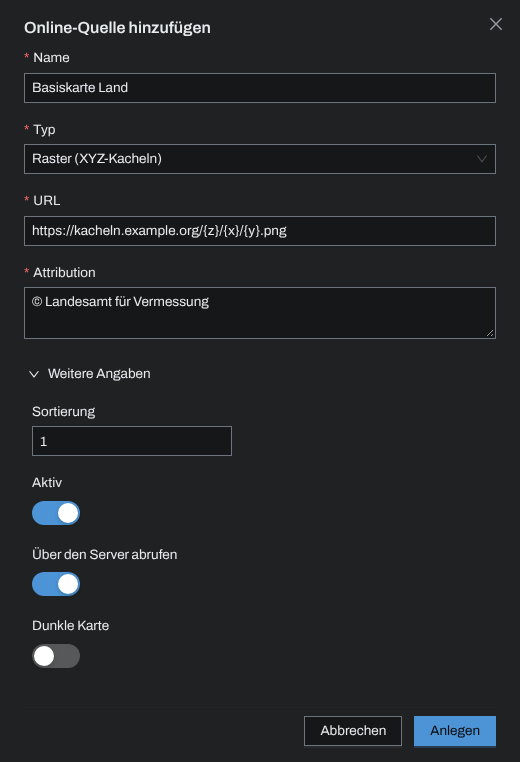 Online-Quelle hinzufügen
* Name
Basiskarte Land
* Typ
Raster (XYZ-Kacheln)
* URL
https://kacheln.example.org/{z}/{x}/{y}.png
* Attribution
© Landesamt für Vermessung
Weitere Angaben
Sortierung
1
Aktiv
Über den Server abrufen
Dunkle Karte
Abbrechen Anlegen